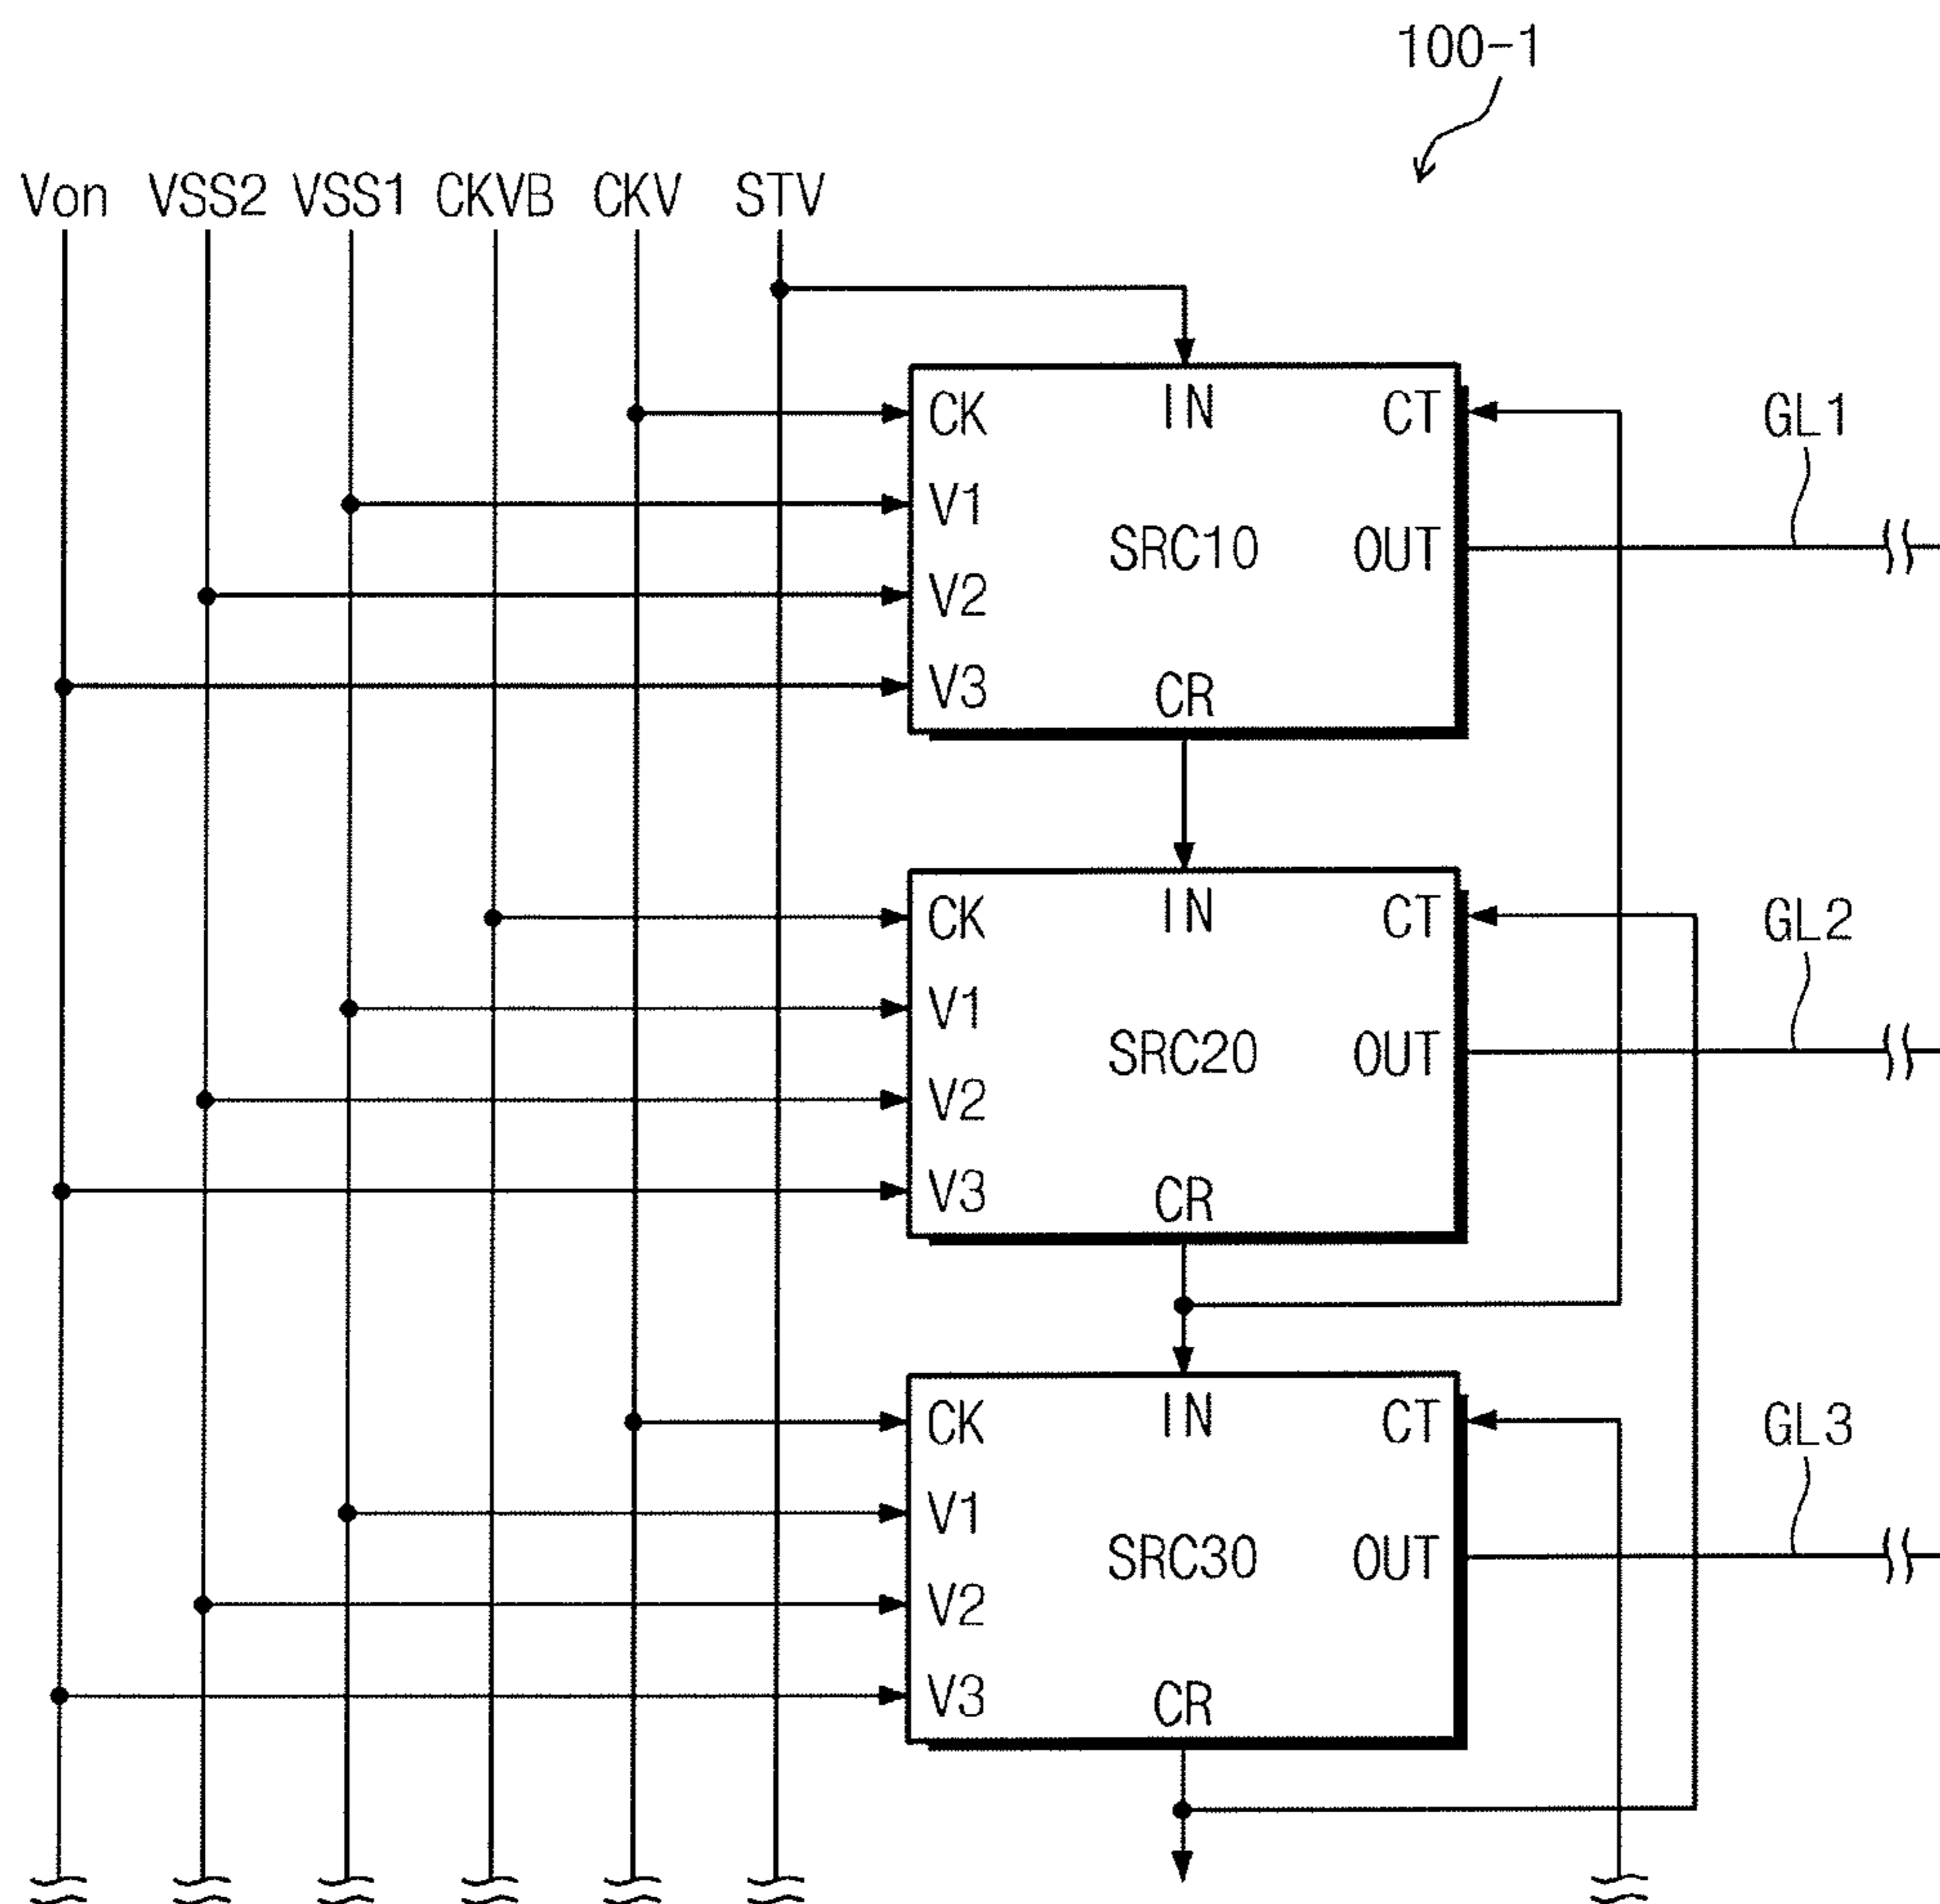 100-1
Von VSS2 VSS1 CKVB CKV STV
CK IN CT GL1
V1
SRC10 OUT
V2
V3 CR
CK IN CT GL2
V1
SRC20 OUT
V2
V3 CR
CK IN CT GL3
V1
SRC30 OUT
V2
V3 CR